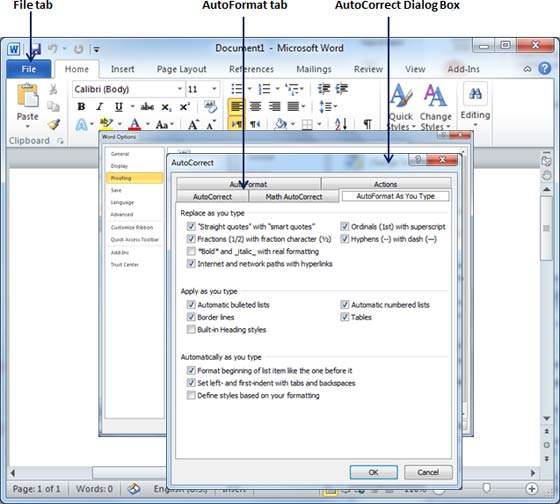 File tab AutoFormat tab AutoCorrect Dialog Box
Document1 - Microsoft Word
File Home Insert Page Layout References Mailings Review View Add-Ins
Calibri (Body) 11
Paste
Quick Styles
Change Styles
Editing
Clipboard
Word Options
General
Display
Proofing
Save
Language
Advanced
Customize Ribbon
Quick Access Toolbar
Add-Ins
Trust Center
AutoCorrect
AutoFormat Actions
AutoCorrect Math AutoCorrect AutoFormat As You Type
Replace as you type
"Straight quotes" with “smart quotes” Ordinals (1st) with superscript
Fractions (1/2) with fraction character (½) Hyphens (--) with dash (—)
*Bold* and _italic_ with real formatting
Internet and network paths with hyperlinks
Apply as you type
Automatic bulleted lists Automatic numbered lists
Border lines Tables
Built-in Heading styles
Automatically as you type
Format beginning of list item like the one before it
Set left- and first-indent with tabs and backspaces
Define styles based on your formatting
OK Cancel
Page: 1 of 1 Words: 0 English (U.S.) Insert